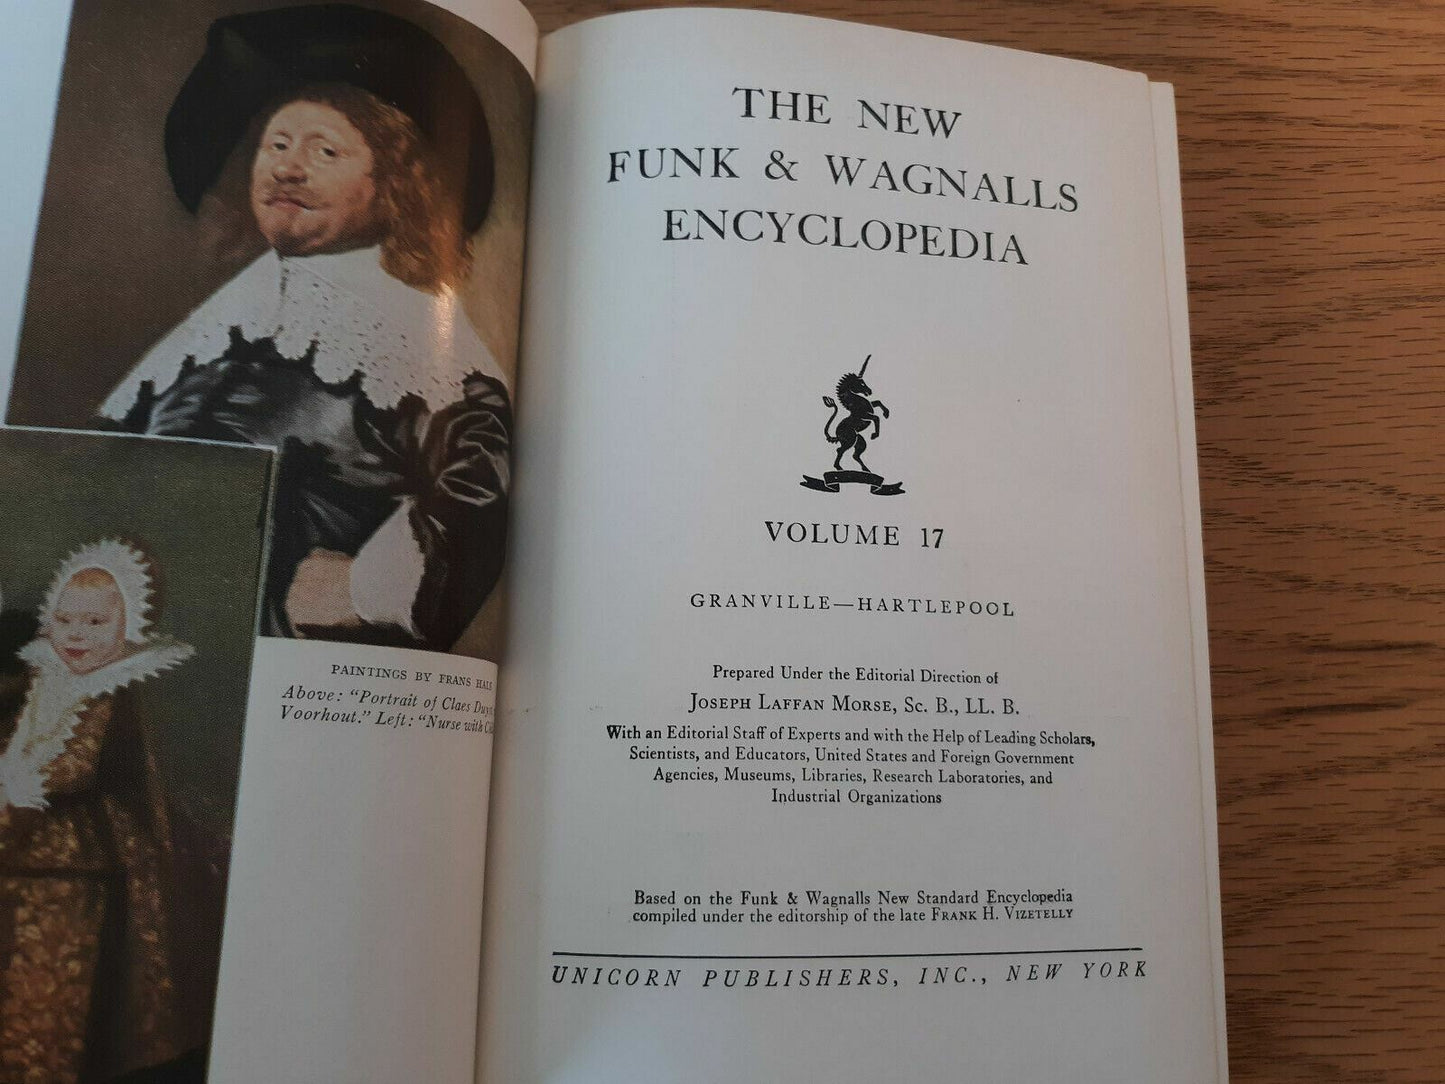 PAINTINGS BY FRANS HALS
Above: "Portrait of Claes
Voorhout." Left: "Nurse with
THE NEW
FUNK & WAGNALLS
ENCYCLOPEDIA
VOLUME 17
GRANVILLE—HARTLEPOOL
Prepared Under the Editorial Direction of
JOSEPH LAFFAN MORSE, Sc. B., LL. B.
With an Editorial Staff of Experts and with the Help of Leading Scholars,
Scientists, and Educators, United States and Foreign Government
Agencies, Museums, Libraries, Research Laboratories, and
Industrial Organizations
Based on the Funk & Wagnalls New Standard Encyclopedia
compiled under the editorship of the late FRANK H. VIZETELLY
UNICORN PUBLISHERS, INC., NEW YORK